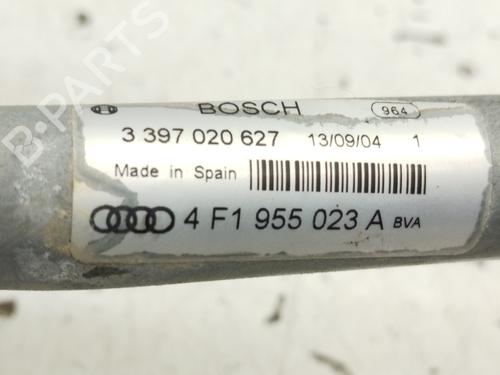 B-PARTS
BOSCH 964
3 397 020 627 13/09/04 1
Made in Spain
4 F1 955 023 A BVA